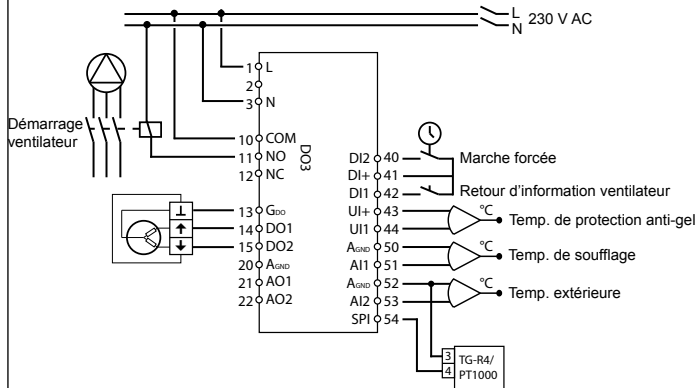 L
N
230 V AC
1 L
2
3 N
Démarrage
ventilateur
10 COM
11 NO
12 NC
DO3
13 GDO
14 DO1
15 DO2
20 AGND
21 AO1
22 AO2
DI2 40
Marche forcée
DI+ 41
DI1 42
Retour d'information ventilateur
UI+ 43
UI1 44
°C
Temp. de protection anti-gel
AGND 50
AI1 51
°C
Temp. de soufflage
AGND 52
AI2 53
°C
Temp. extérieure
SPI 54
3
4
TG-R4/
PT1000